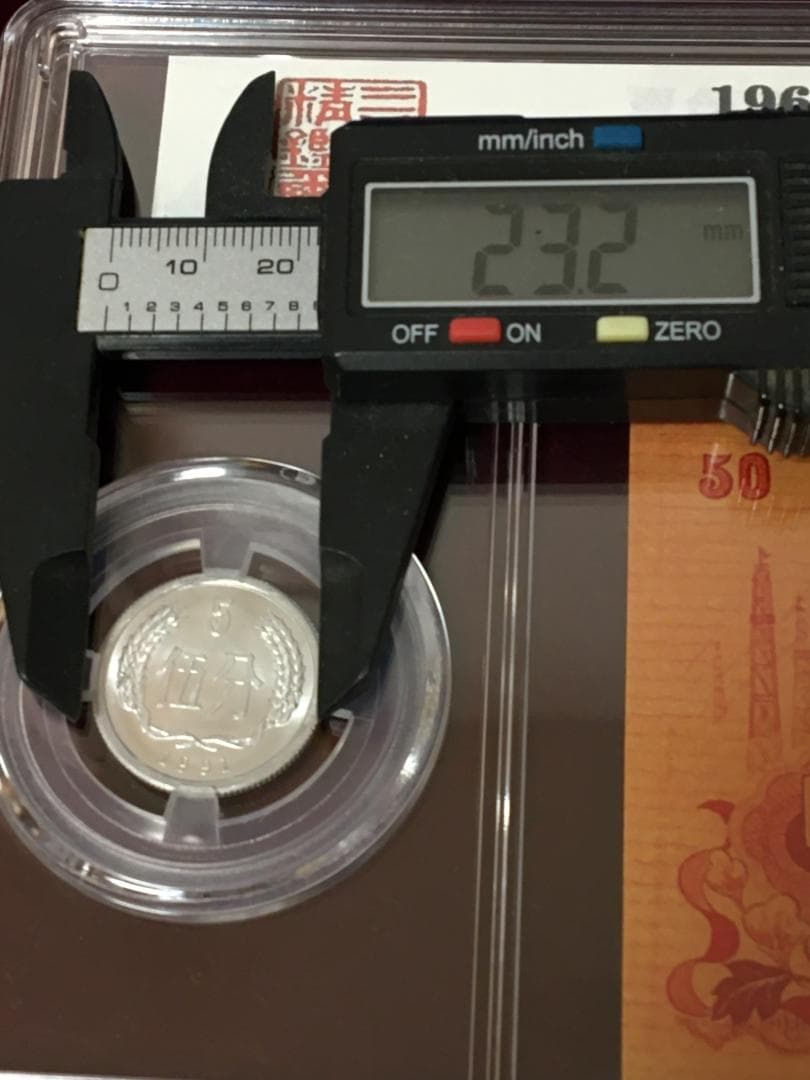 196
mm/inch
23.2 mm
0 10 20
1 2 3 4 5 6 7 8
OFF ON ZERO
50
5
伍分